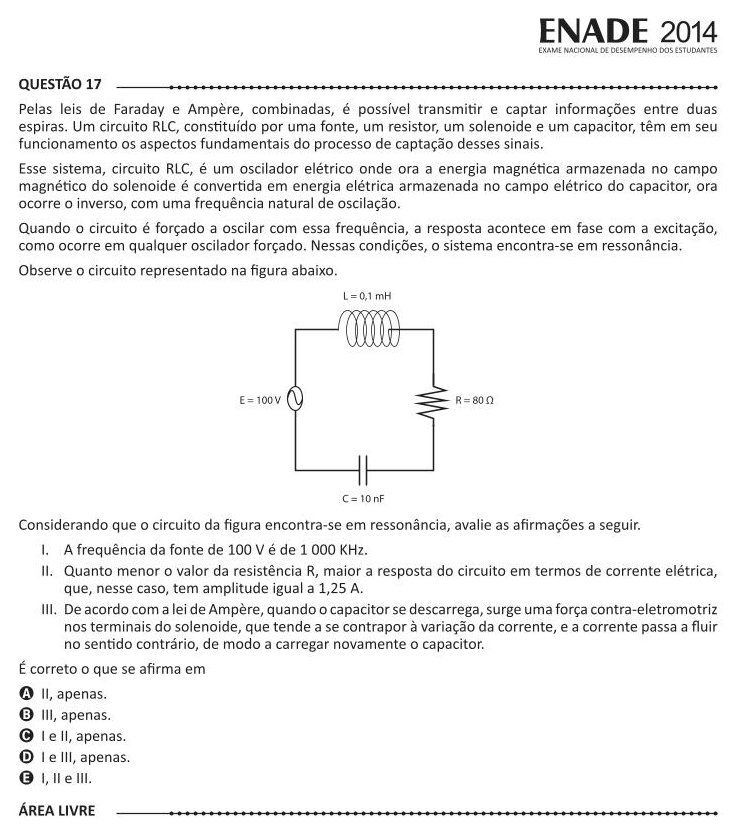 ENADE 2014
EXAME NACIONAL DE DESEMPENHO DOS ESTUDANTES
QUESTÃO 17
Pelas leis de Faraday e Ampère, combinadas, é possível transmitir e captar informações entre duas
espiras. Um circuito RLC, constituído por uma fonte, um resistor, um solenoide e um capacitor, têm em seu
funcionamento os aspectos fundamentais do processo de captação desses sinais.
Esse sistema, circuito RLC, é um oscilador elétrico onde ora a energia magnética armazenada no campo
magnético do solenoide é convertida em energia elétrica armazenada no campo elétrico do capacitor, ora
ocorre o inverso, com uma frequência natural de oscilação.
Quando o circuito é forçado a oscilar com essa frequência, a resposta acontece em fase com a excitação,
como ocorre em qualquer oscilador forçado. Nessas condições, o sistema encontra-se em ressonância.
Observe o circuito representado na figura abaixo.
L = 0,1 mH
E = 100 V
R = 80 Ω
C = 10 nF
Considerando que o circuito da figura encontra-se em ressonância, avalie as afirmações a seguir.
I. A frequência da fonte de 100 V é de 1 000 KHz.
II. Quanto menor o valor da resistência R, maior a resposta do circuito em termos de corrente elétrica,
que, nesse caso, tem amplitude igual a 1,25 A.
III. De acordo com a lei de Ampère, quando o capacitor se descarrega, surge uma força contra-eletromotriz
nos terminais do solenoide, que tende a se contrapor à variação da corrente, e a corrente passa a fluir
no sentido contrário, de modo a carregar novamente o capacitor.
É correto o que se afirma em
A II, apenas.
B III, apenas.
C I e II, apenas.
D I e III, apenas.
E I, II e III.
ÁREA LIVRE